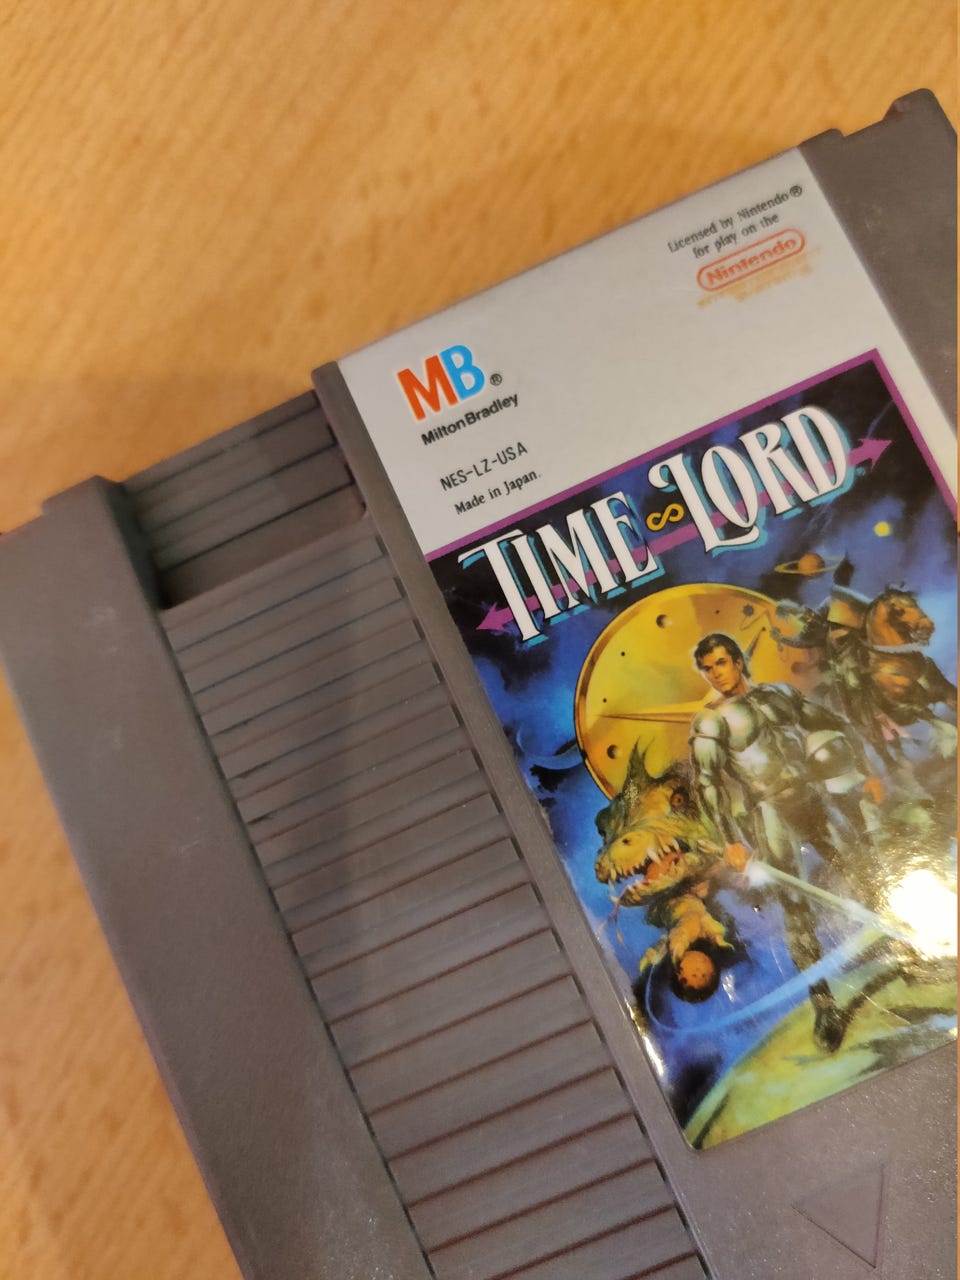 Licensed by Nintendo®
for play on the
Nintendo
MB®
Milton Bradley
NES-LZ-USA
Made in Japan.
TIME ∞ LORD